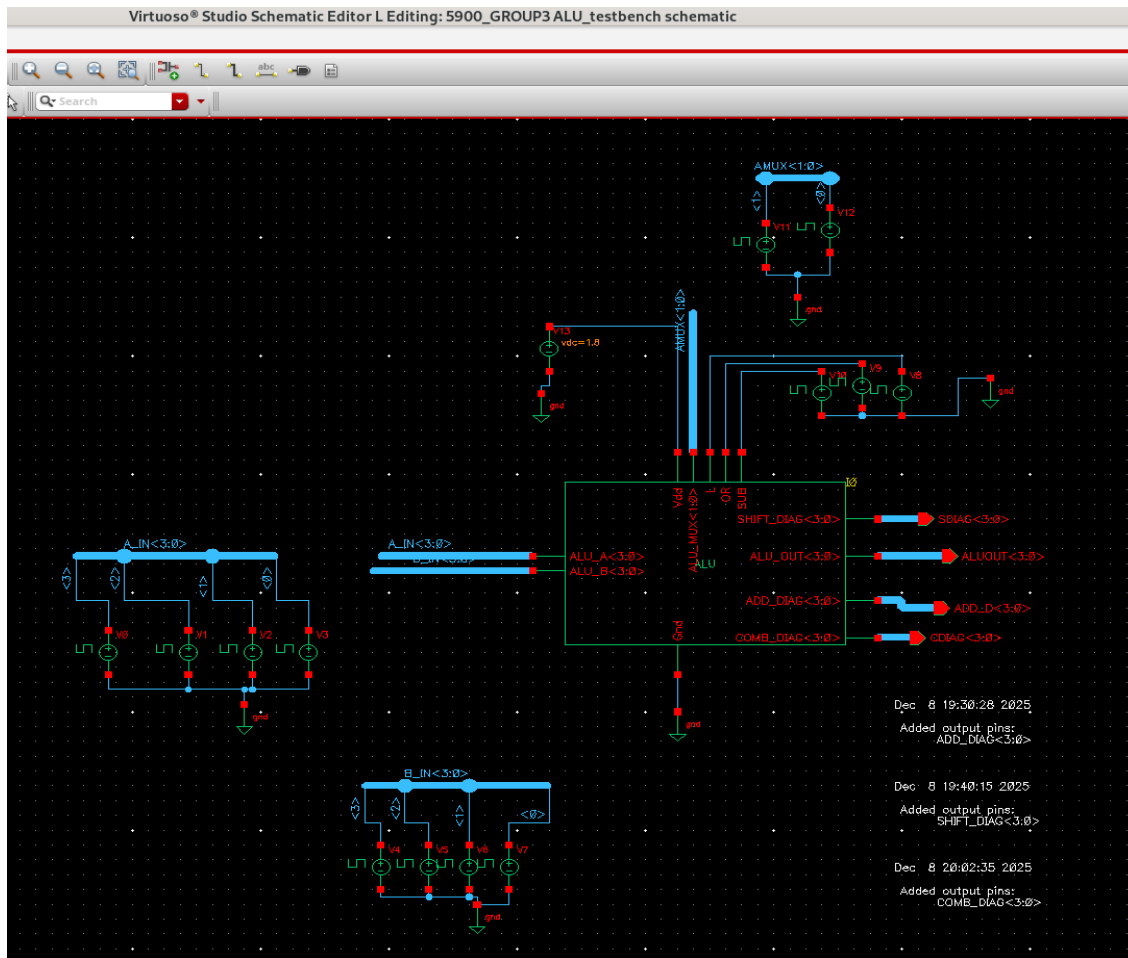 Virtuoso® Studio Schematic Editor L Editing: 5900_GROUP3 ALU_testbench schematic
abc
Search
AMUX<1:0>
<1>
<0>
V12
V11
gnd
AMUX<1:0>
V13
vdc=1.8
gnd
V10
V9
V8
gnd
Vdd
ALU_MUX<1:0>
L
OR
SUB
I0
SHIFT_DIAG<3:0>
SDIAG<3:0>
A_IN<3:0>
<3>
<2>
<1>
<0>
A_IN<3:0>
B_IN<3:0>
ALU_A<3:0>
ALU_B<3:0>
ALU
ALU_OUT<3:0>
ALUOUT<3:0>
ADD_DIAG<3:0>
ADD_D<3:0>
Gnd
COMB_DIAG<3:0>
CDIAG<3:0>
V0
V1
V2
V3
gnd
gnd
Dec 8 19:30:28 2025
Added output pins:
ADD_DIAG<3:0>
B_IN<3:0>
<3>
<2>
<1>
<0>
V4
V5
V6
V7
gnd
Dec 8 19:40:15 2025
Added output pins:
SHIFT_DIAG<3:0>
Dec 8 20:02:35 2025
Added output pins:
COMB_DIAG<3:0>